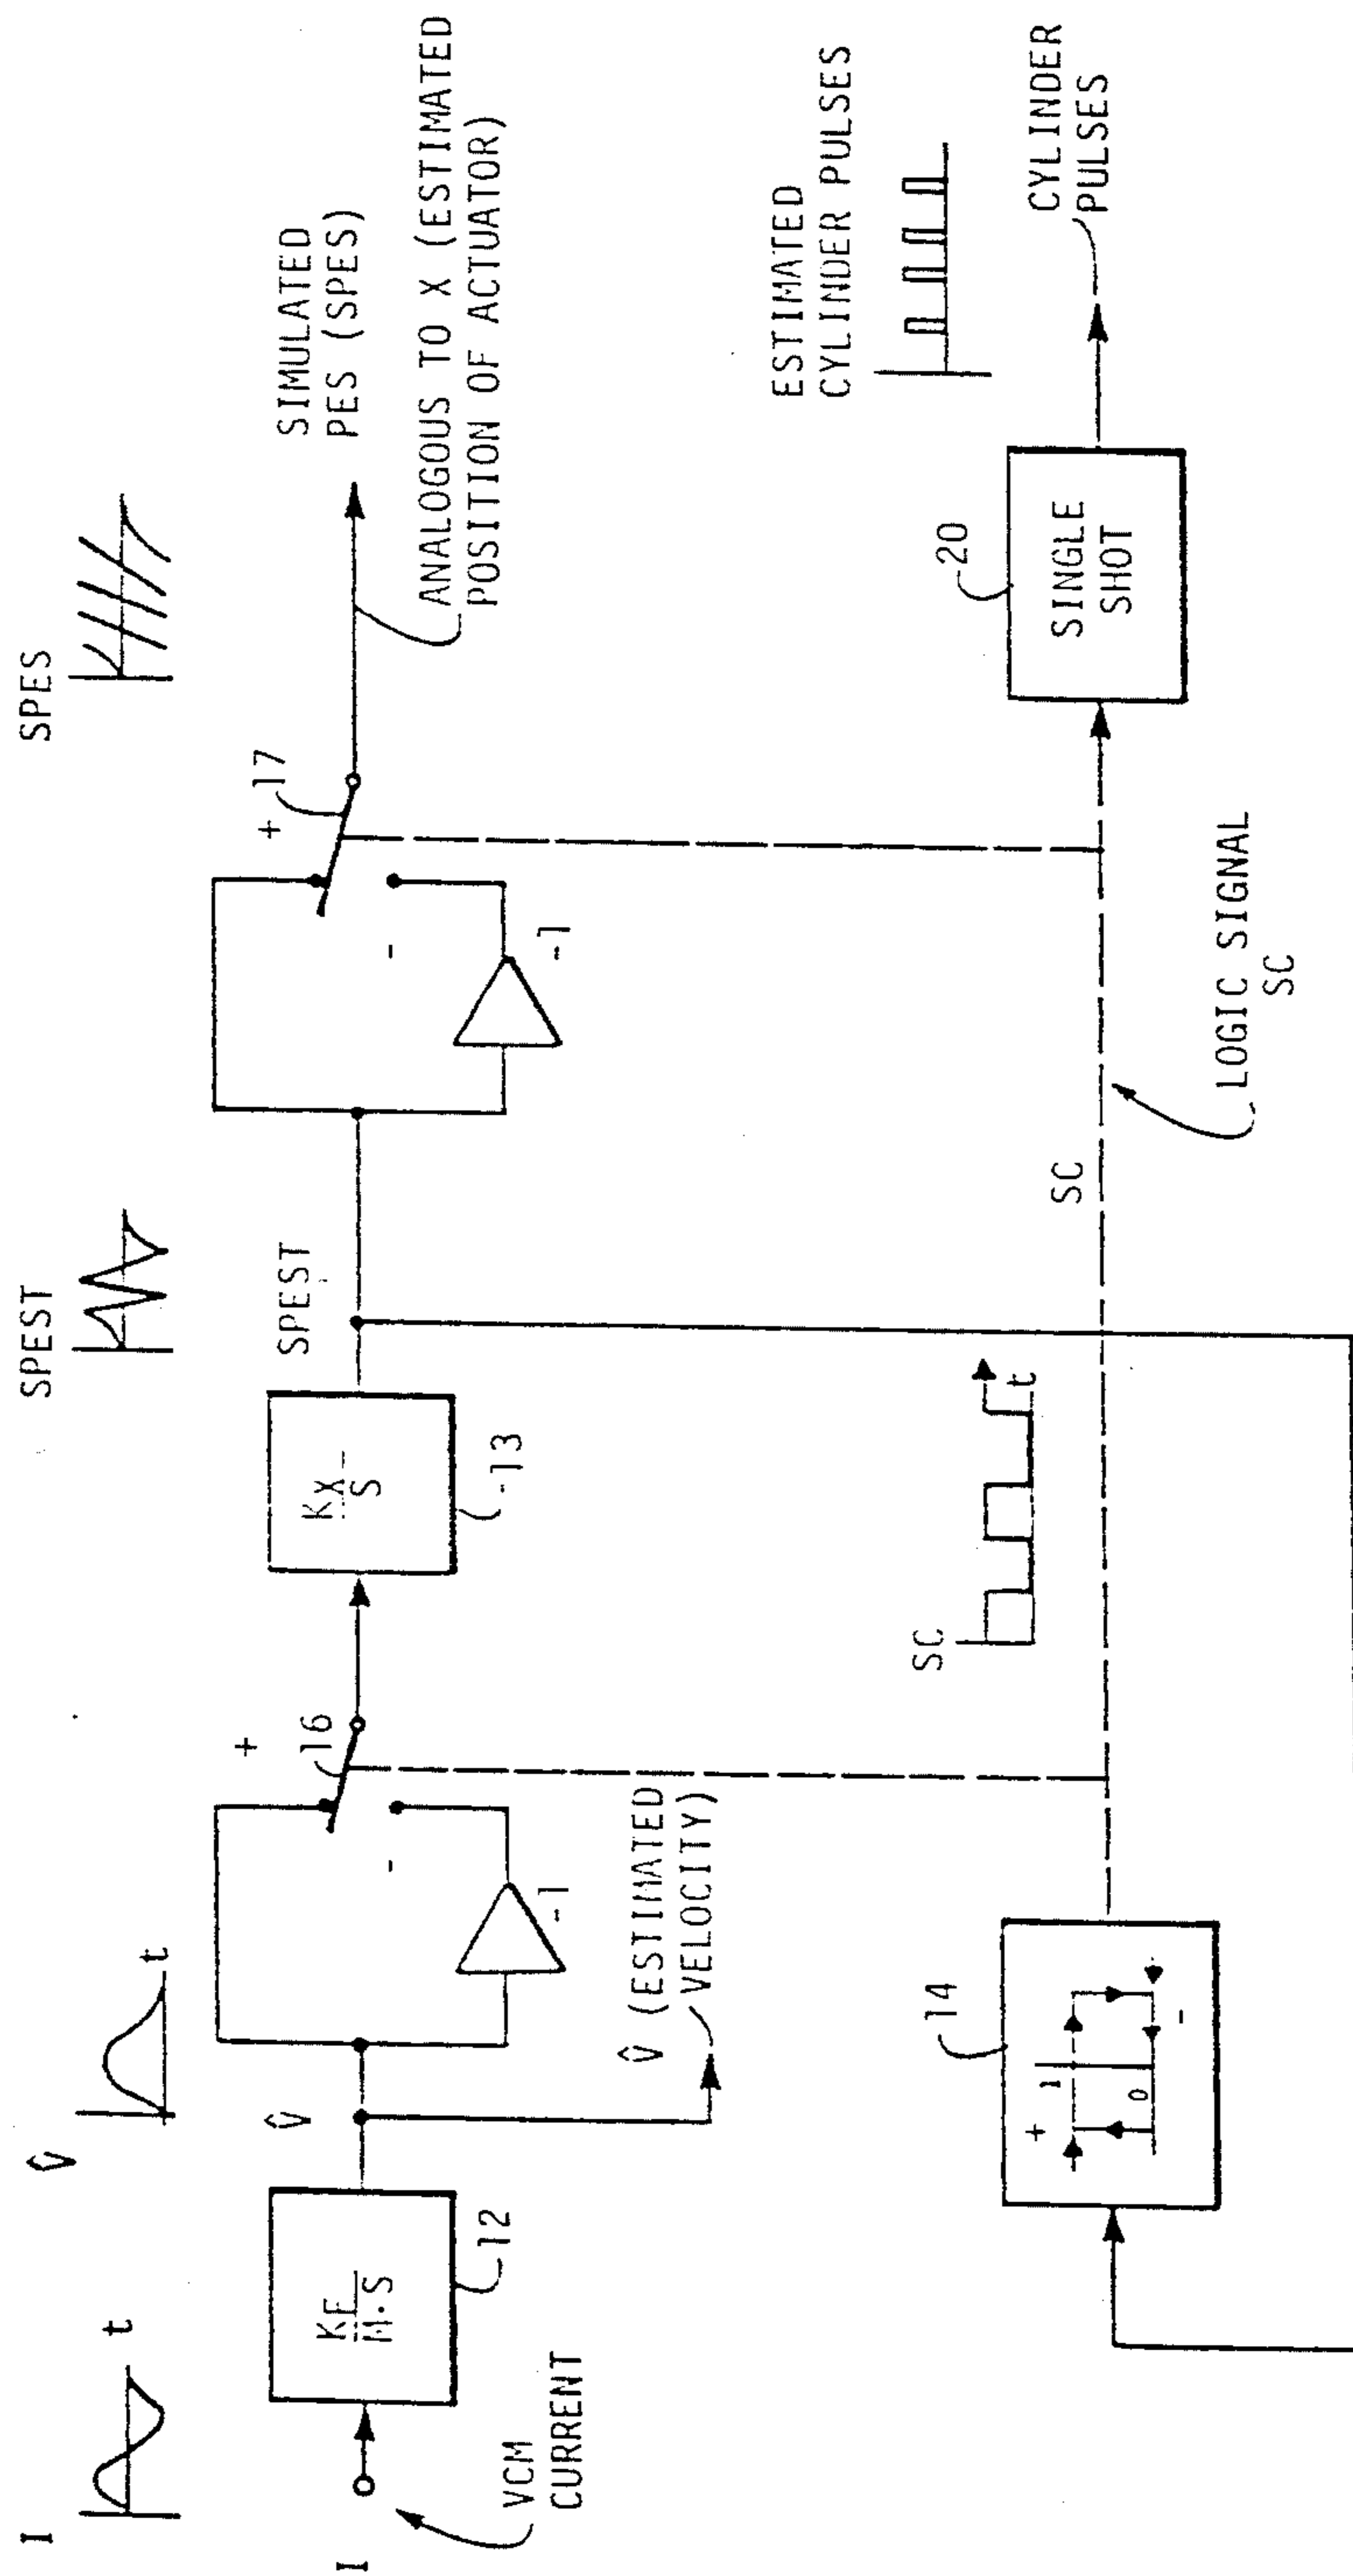 I
t
V̂
t
SPEST
SPES
I
VCM
CURRENT
KF
M·S
12
V̂
V̂ (ESTIMATED
VELOCITY)
-1
+
-
16
KX
S
13
SPEST
-1
+
-
17
SIMULATED
PES (SPES)
ANALOGOUS TO X (ESTIMATED
POSITION OF ACTUATOR)
14
+
1
0
-
SC
t
SC
LOGIC SIGNAL
SC
20
SINGLE
SHOT
ESTIMATED
CYLINDER PULSES
CYLINDER
PULSES